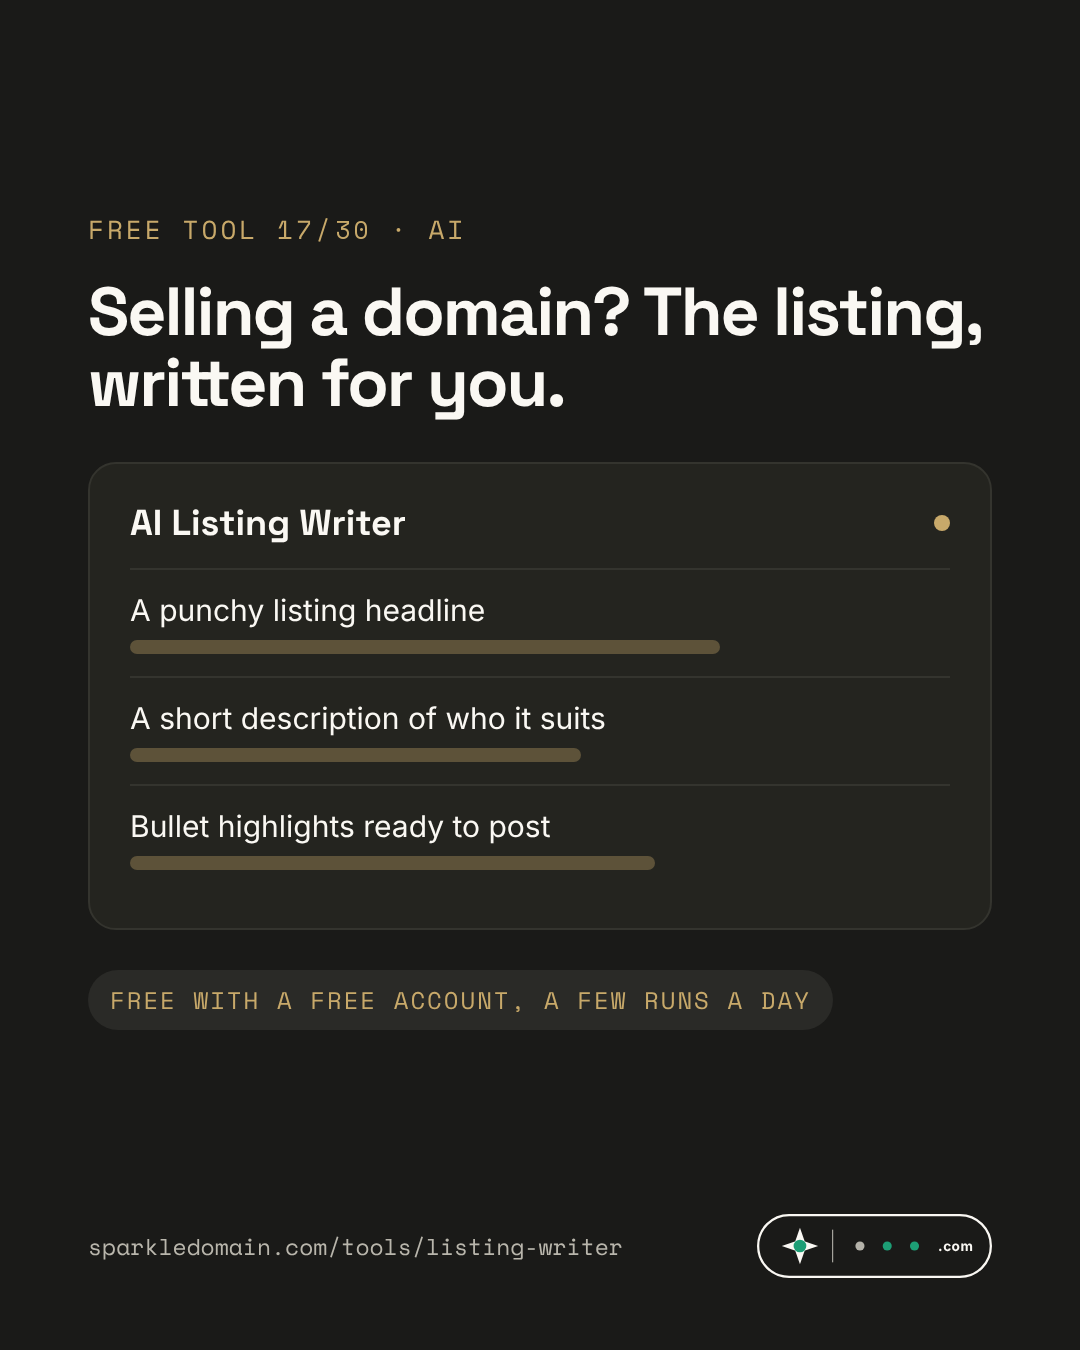 FREE TOOL 17/30 · AI
Selling a domain? The listing,
written for you.
AI Listing Writer
A punchy listing headline
A short description of who it suits
Bullet highlights ready to post
FREE WITH A FREE ACCOUNT, A FEW RUNS A DAY
sparkledomain.com/tools/listing-writer
.com